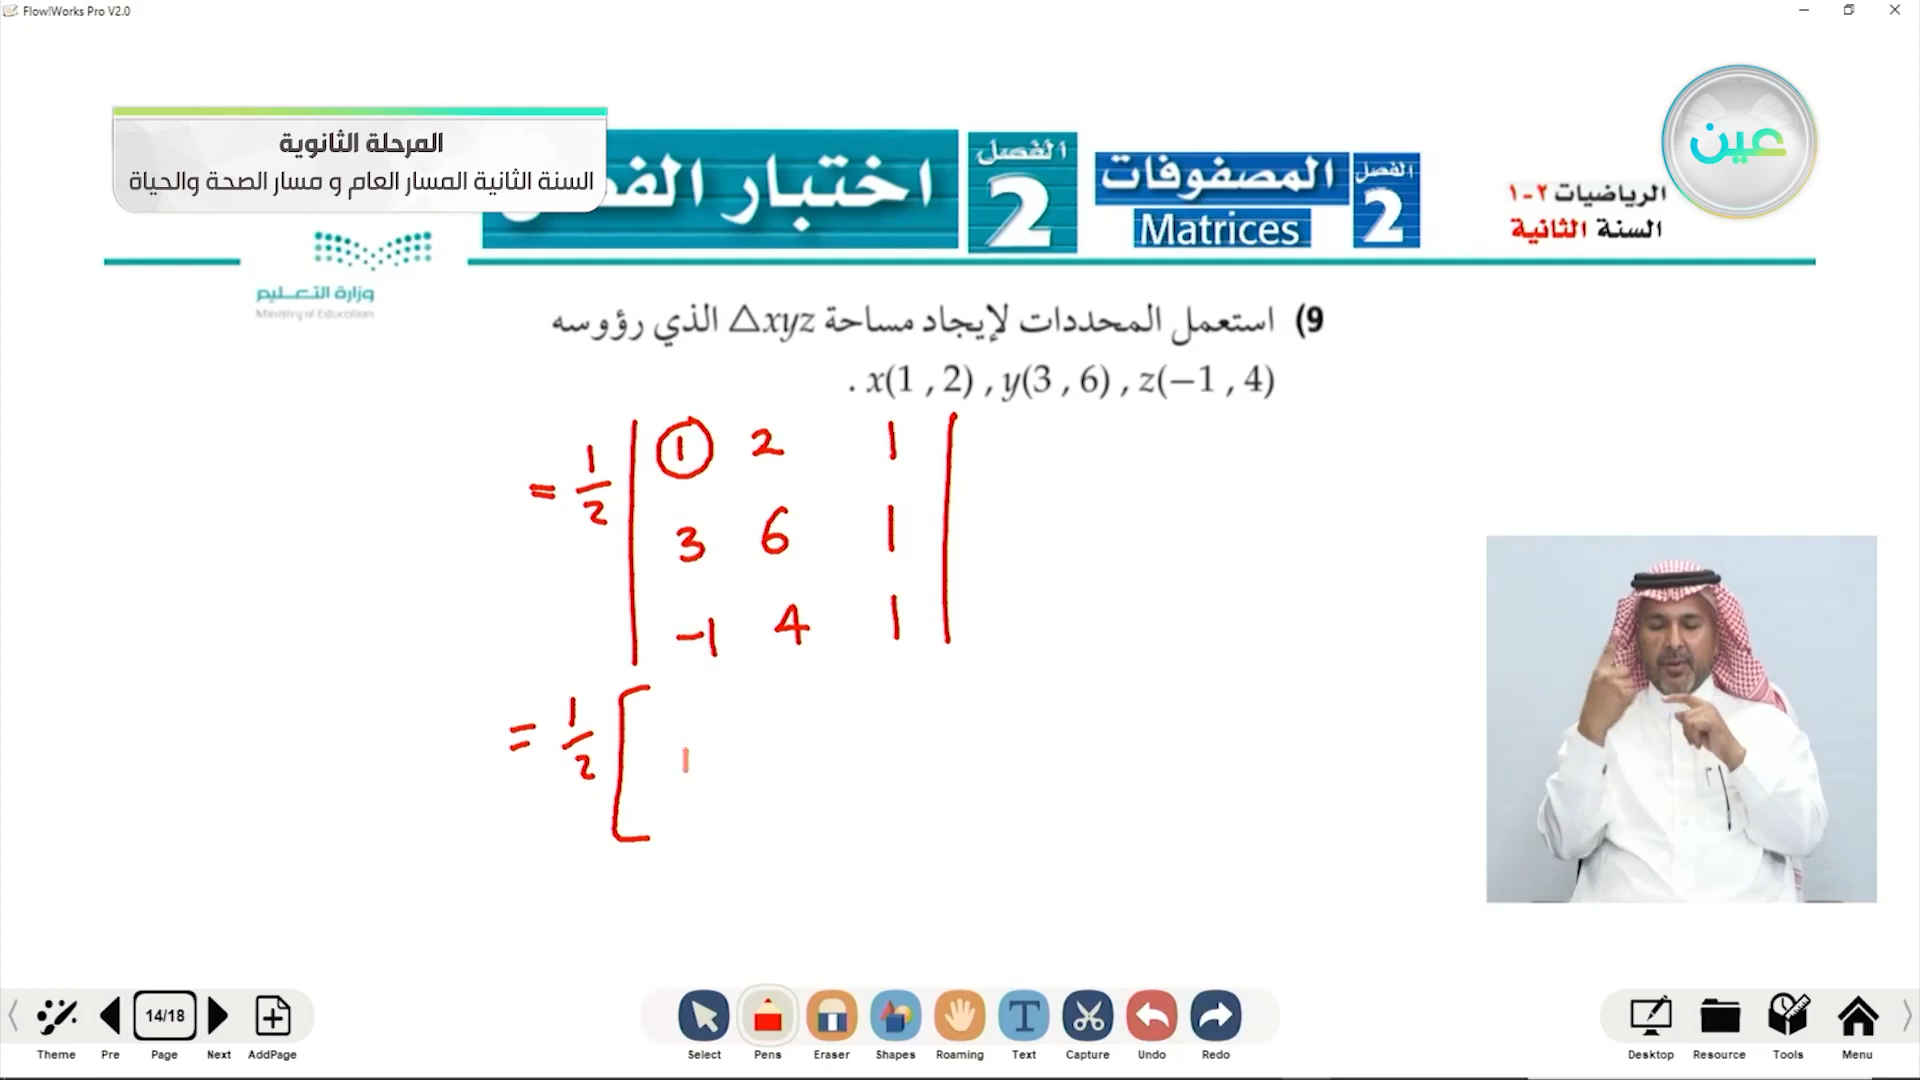 Flow!Works Pro V2.0
المرحلة الثانوية
السنة الثانية المسار العام و مسار الصحة والحياة
عين
الرياضيات ٢-١
السنة الثانية
الفصل 2
المصفوفات
Matrices
الفصل 2
اختبار
وزارة التعليم
Ministry of Education
9) استعمل المحددات لإيجاد مساحة △xyz الذي رؤوسه
x(1 , 2) , y(3 , 6) , z(−1 , 4) .
= 1/2 | 1 2 1 |
3 6 1
-1 4 1
= 1/2 [ 1
14/18
Theme Pre Page Next AddPage
Select Pens Eraser Shapes Roaming Text Capture Undo Redo
Desktop Resource Tools Menu